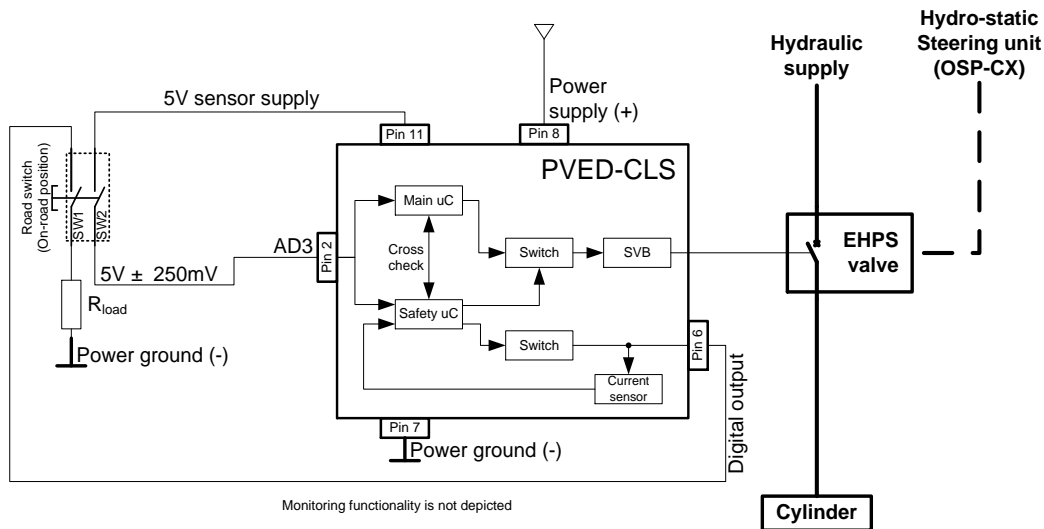 Hydro-static
Steering unit
(OSP-CX)
Hydraulic
supply
5V sensor supply
Power
supply (+)
Pin 11
Pin 8
PVED-CLS
Road switch
(On-road position)
SW1
SW2
Main uC
Cross
check
Switch
SVB
EHPS
valve
AD3
Pin 2
5V ± 250mV
Safety uC
Rload
Switch
Pin 6
Power ground (-)
Current
sensor
Pin 7
Power ground (-)
Digital output
Monitoring functionality is not depicted
Cylinder